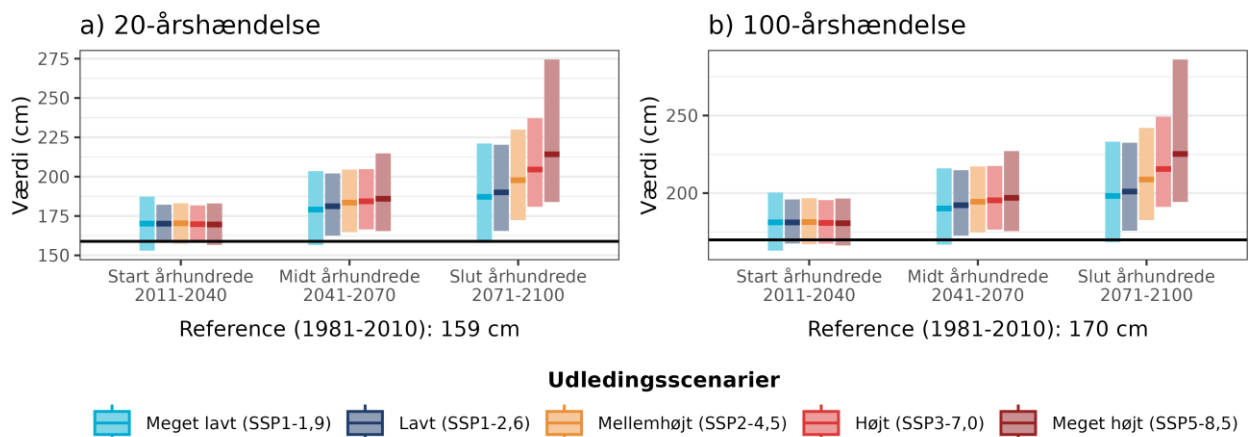 a) 20-årshændelse
Værdi (cm)
275
250
225
200
175
150
Start århundrede
2011-2040
Midt århundrede
2041-2070
Slut århundrede
2071-2100
Reference (1981-2010): 159 cm
b) 100-årshændelse
Værdi (cm)
250
200
Start århundrede
2011-2040
Midt århundrede
2041-2070
Slut århundrede
2071-2100
Reference (1981-2010): 170 cm
Udledingsscenarier
Meget lavt (SSP1-1,9)
Lavt (SSP1-2,6)
Mellemhøjt (SSP2-4,5)
Højt (SSP3-7,0)
Meget højt (SSP5-8,5)